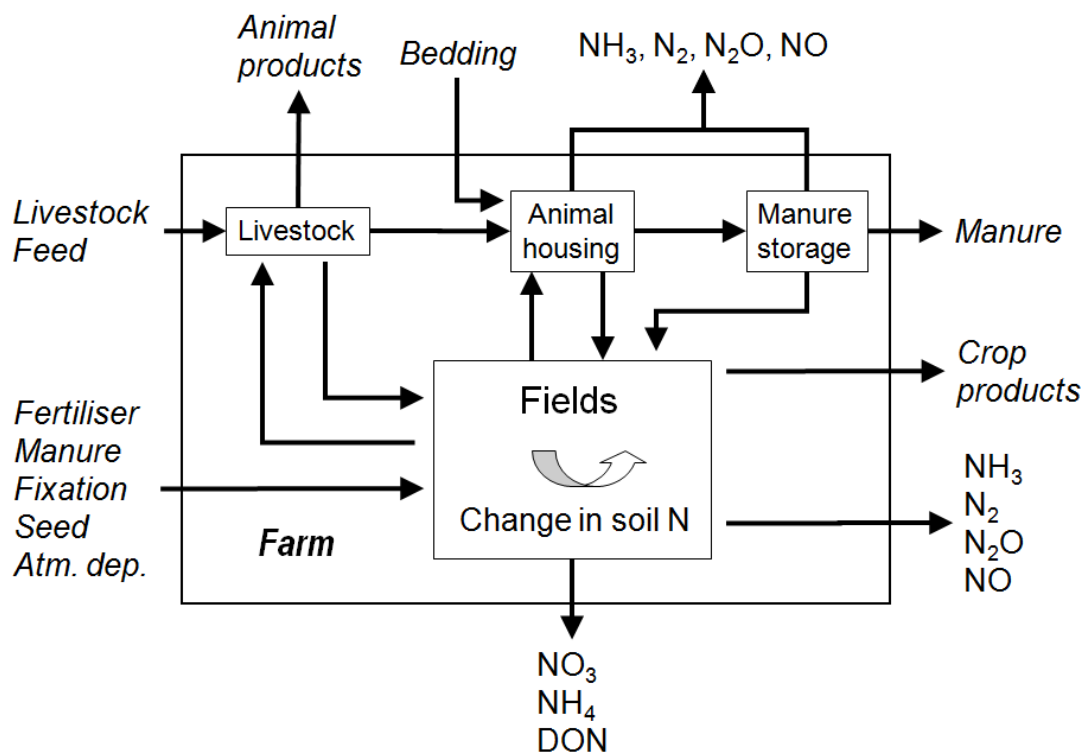 Animal
products
Bedding
NH₃, N₂, N₂O, NO
Livestock
Feed
Livestock
Animal
housing
Manure
storage
Manure
Fields
Change in soil N
Crop
products
Fertiliser
Manure
Fixation
Seed
Atm. dep.
Farm
NH₃
N₂
N₂O
NO
NO₃
NH₄
DON